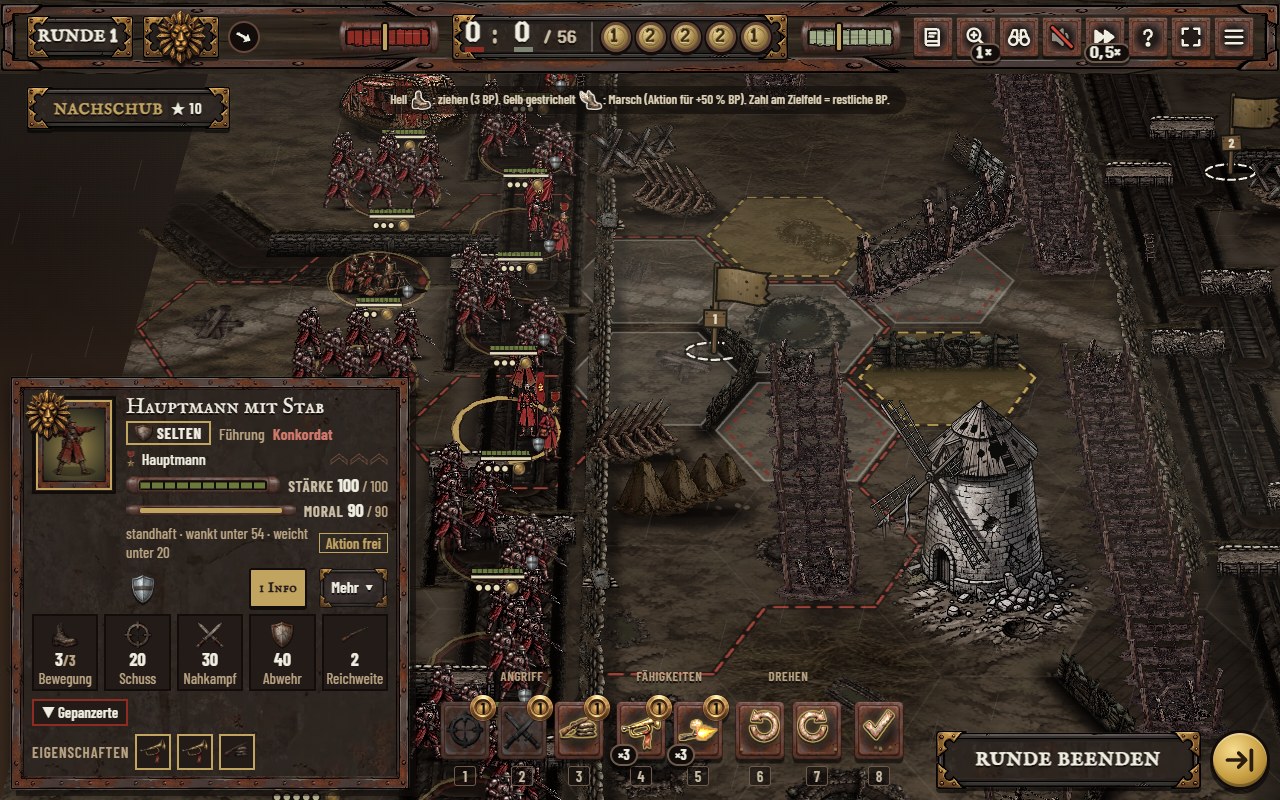 RUNDE 1
0 : 0 / 56
1 2 2 2 1
1×
0,5×
?
NACHSCHUB ★ 10
Hell : ziehen (3 BP). Gelb gestrichelt : Marsch (Aktion für +50 % BP). Zahl am Zielfeld = restliche BP.
2
1
HAUPTMANN MIT STAB
SELTEN Führung Konkordat
Hauptmann
STÄRKE 100 / 100
MORAL 90 / 90
standhaft · wankt unter 54 · weicht unter 20
Aktion frei
I INFO
Mehr ▾
3/3 20 30 40 2
Bewegung Schuss Nahkampf Abwehr Reichweite
▼ Gepanzerte
EIGENSCHAFTEN
ANGRIFF FÄHIGKEITEN DREHEN
1 1 1 1 1
×3 ×3
1 2 3 4 5 6 7 8
RUNDE BEENDEN